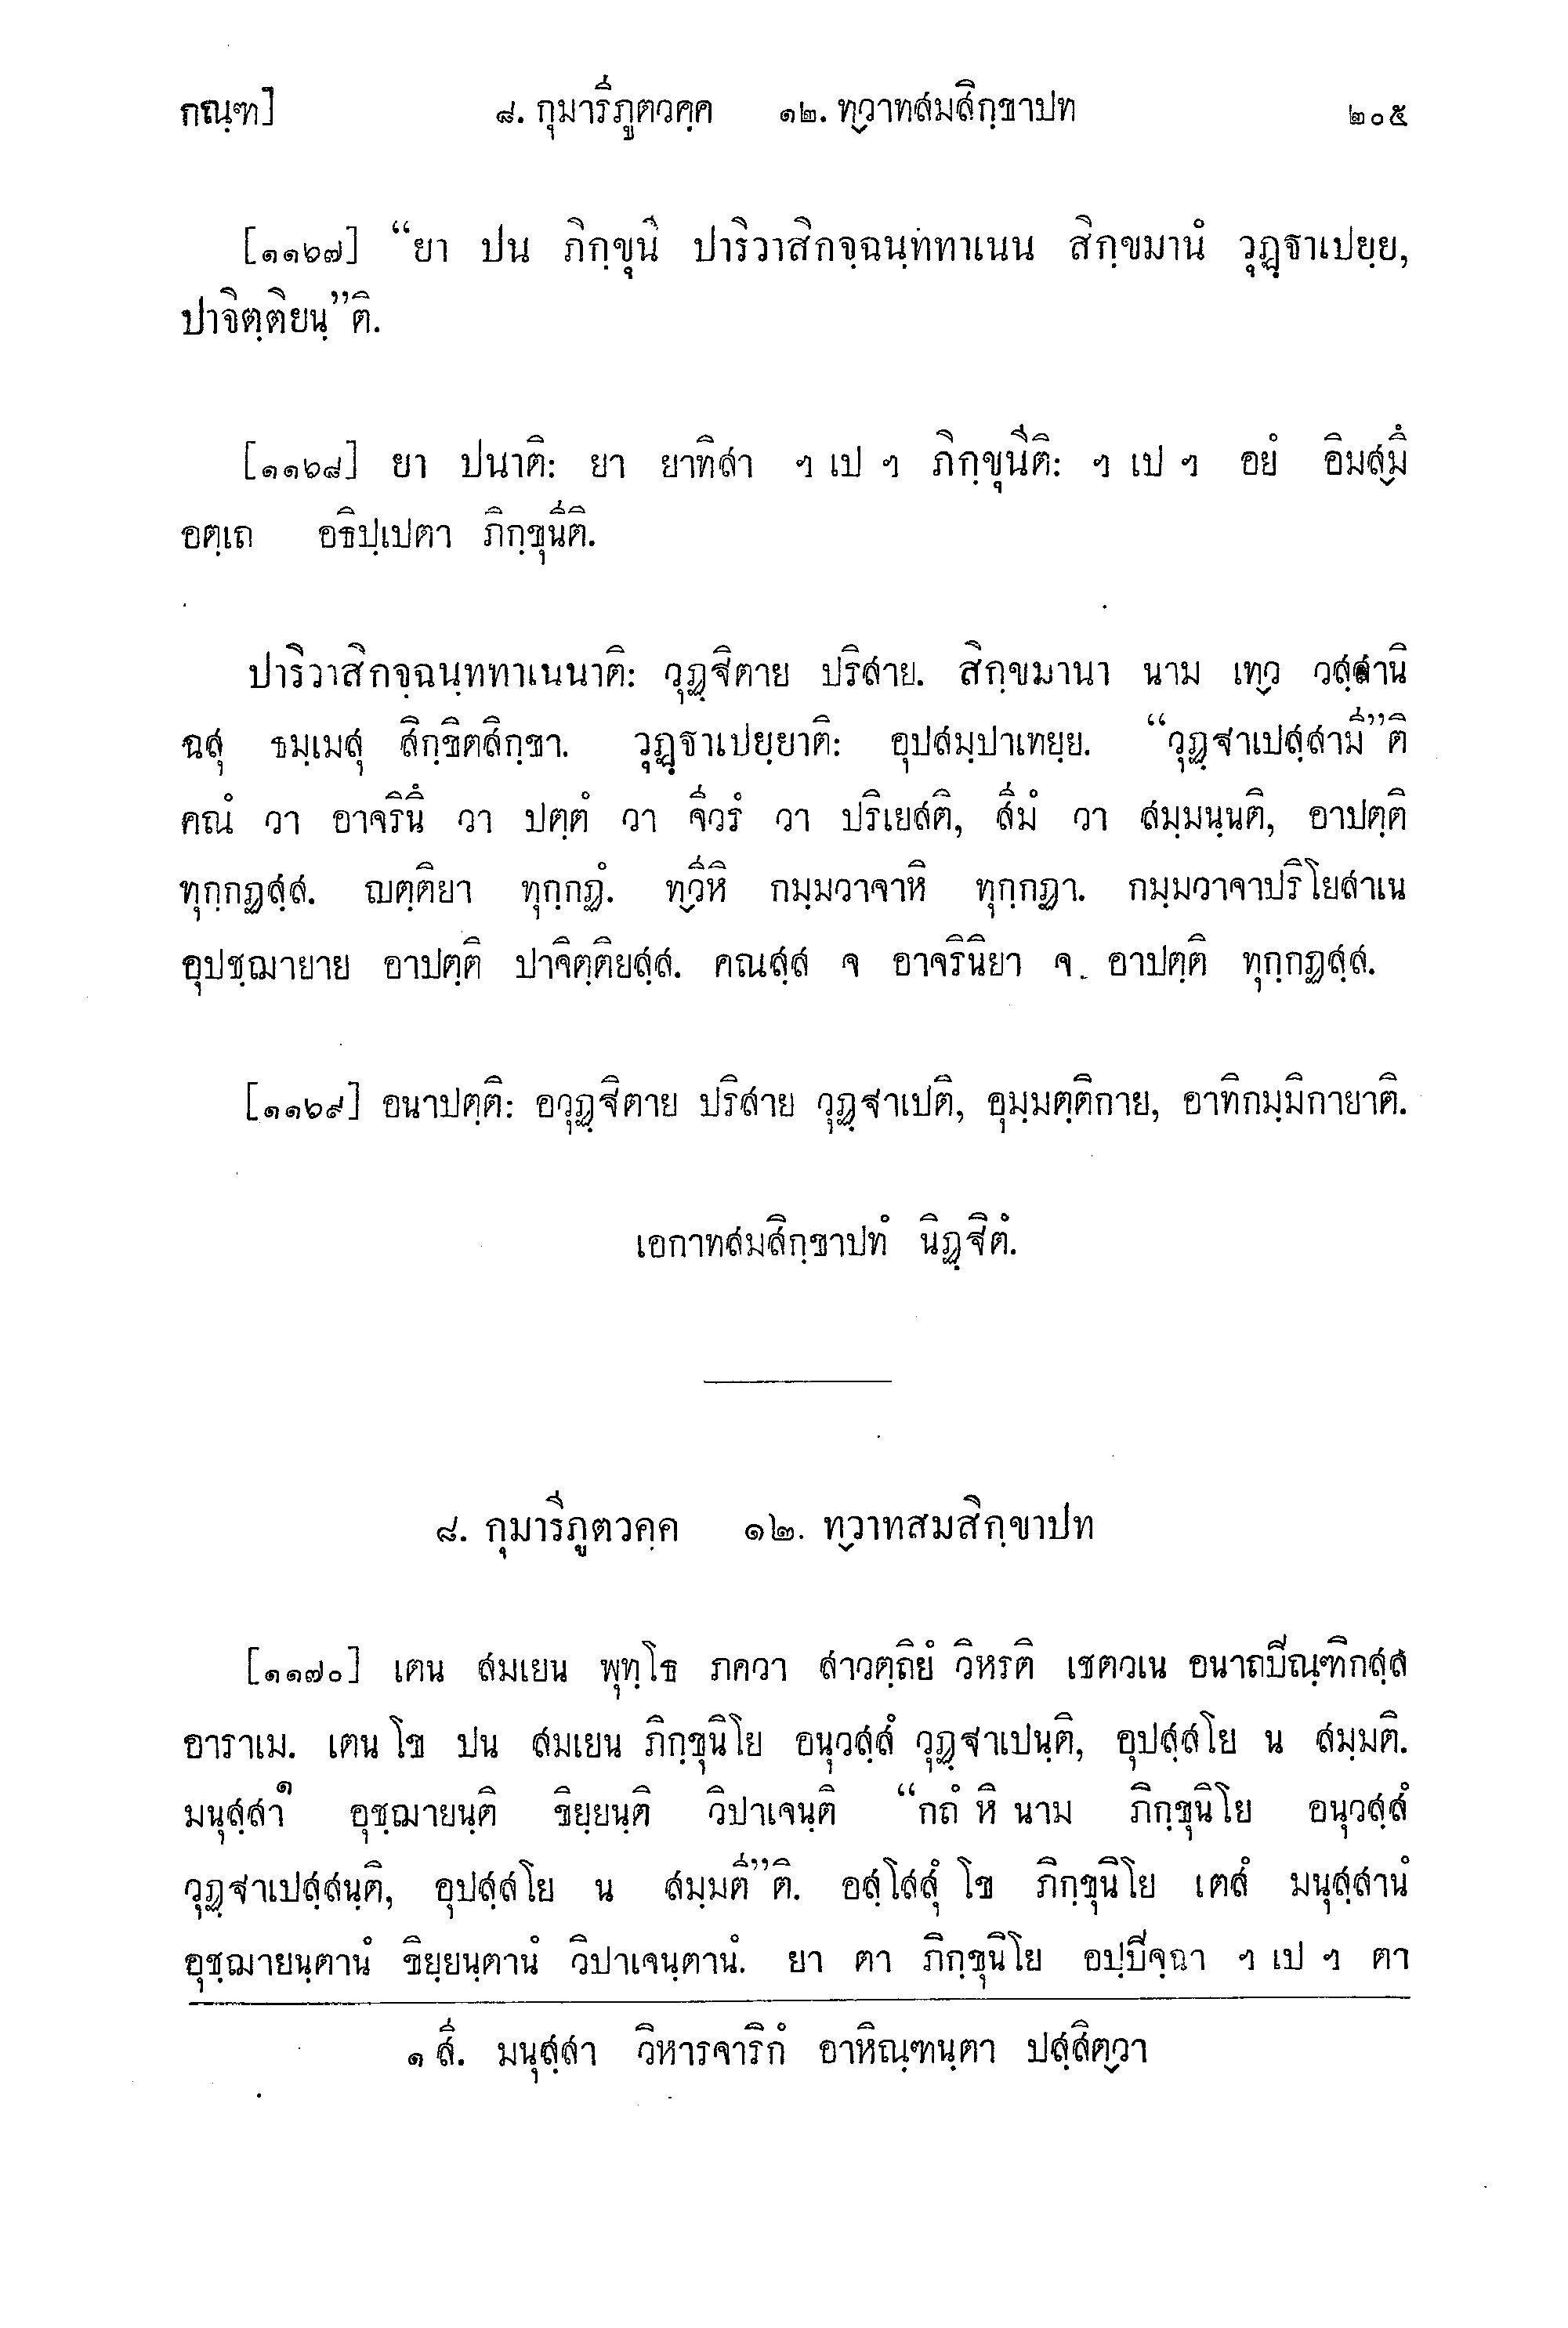 กณฺฑ] ๘. กุมารีภูตวคฺค ๑๒. ทฺวาทสมสิกฺขาปท ๒๐๕
[๑๑๖๗] “ยา ปน ภิกฺขุนี ปาริวาสิกจฺฉนฺททาเนน สิกฺขมานํ วุฏฺฐาเปยฺย,
ปาจิตฺติยนฺ”ติ.
[๑๑๖๘] ยา ปนาติ: ยา ยาทิสา ฯ เป ฯ ภิกฺขุนีติ: ฯ เป ฯ อยํ อิมสฺมึ
อตฺเถ อธิปฺเปตา ภิกฺขุนีติ.
ปาริวาสิกจฺฉนฺททาเนนาติ: วุฏฺฐิตาย ปริสาย. สิกฺขมานา นาม เทฺว วสฺสานิ
ฉสุ ธมฺเมสุ สิกฺขิตสิกฺขา. วุฏฺฐาเปยฺยาติ: อุปสมฺปาเทยฺย. “วุฏฺฐาเปสฺสามี”ติ
คณํ วา อาจรินึ วา ปตฺตํ วา จีวรํ วา ปริเยสติ, สีมํ วา สมฺมนฺนติ, อาปตฺติ
ทุกฺกฏสฺส. ญตฺติยา ทุกฺกฏํ. ทฺวีหิ กมฺมวาจาหิ ทุกฺกฏา. กมฺมวาจาปริโยสาเน
อุปชฺฌายาย อาปตฺติ ปาจิตฺติยสฺส. คณสฺส จ อาจรินิยา จ อาปตฺติ ทุกฺกฏสฺส.
[๑๑๖๙] อนาปตฺติ: อวุฏฺฐิตาย ปริสาย วุฏฺฐาเปติ, อุมฺมตฺติกาย, อาทิกมฺมิกายาติ.
เอกาทสมสิกฺขาปทํ นิฏฺฐิตํ.
๘. กุมารีภูตวคฺค ๑๒. ทฺวาทสมสิกฺขาปท
[๑๑๗๐] เตน สมเยน พุทฺโธ ภควา สาวตฺถิยํ วิหรติ เชตวเน อนาถปิณฺฑิกสฺส
อาราเม. เตน โข ปน สมเยน ภิกฺขุนิโย อนุวสฺสํ วุฏฺฐาเปนฺติ, อุปสฺสโย น สมฺมติ.
มนุสฺสา๑ อุชฺฌายนฺติ ขิยฺยนฺติ วิปาเจนฺติ “กถํ หิ นาม ภิกฺขุนิโย อนุวสฺสํ
วุฏฺฐาเปสฺสนฺติ, อุปสฺสโย น สมฺมตี”ติ. อสฺโสสุํ โข ภิกฺขุนิโย เตสํ มนุสฺสานํ
อุชฺฌายนฺตานํ ขิยฺยนฺตานํ วิปาเจนฺตานํ. ยา ตา ภิกฺขุนิโย อปฺปิจฺฉา ฯ เป ฯ ตา
๑ สี. มนุสฺสา วิหารจาริกํ อาหิณฺฑนฺตา ปสฺสิตฺวา